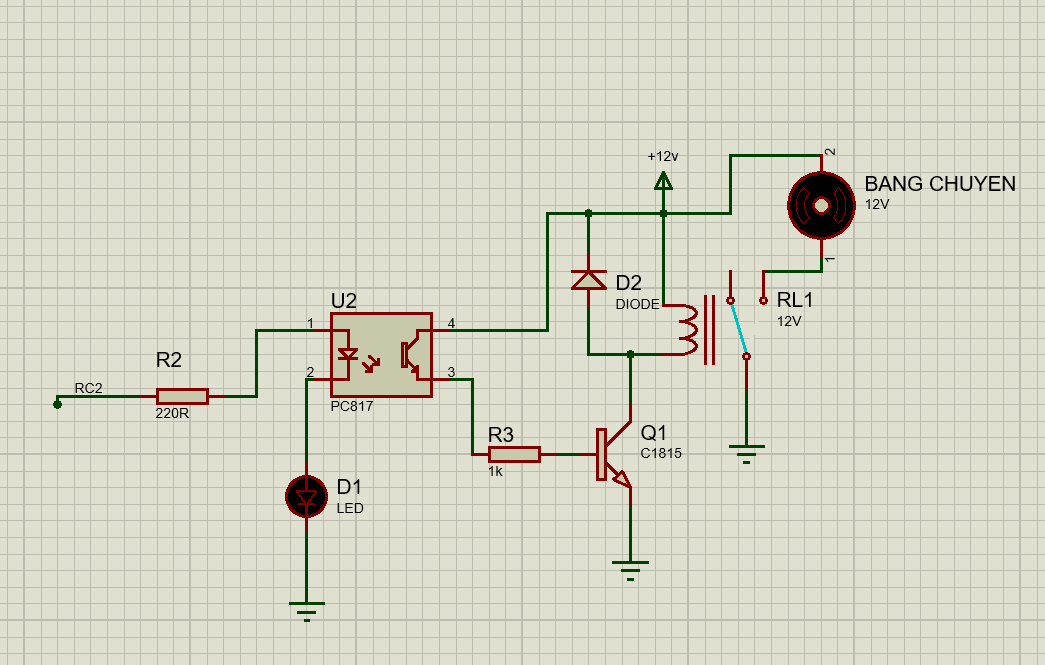 +12v
2
BANG CHUYEN
12V
1
D2
DIODE
RL1
12V
U2
1
4
2
3
PC817
R2
RC2
220R
R3
1k
Q1
C1815
D1
LED